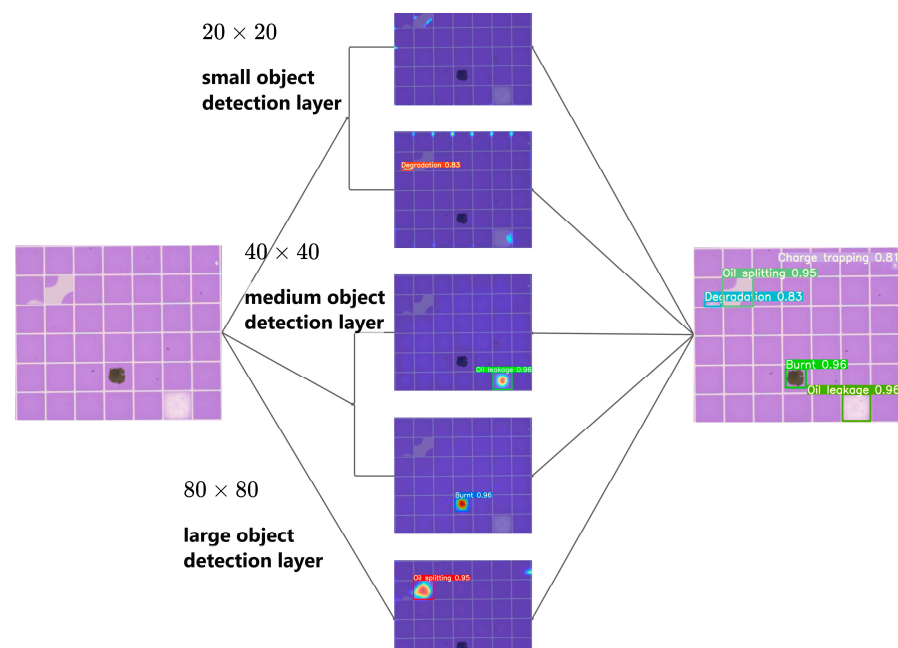 20 × 20
small object
detection layer
Degradation 0.83
40 × 40
medium object
detection layer
Oil leakage 0.96
Burnt 0.96
80 × 80
large object
detection layer
Oil splitting 0.95
Charge trapping 0.81
Oil splitting 0.95
Degradation 0.83
Burnt 0.96
Oil leakage 0.96